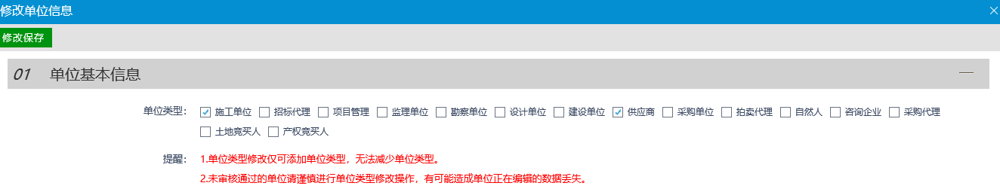 修改单位信息
修改保存
01 单位基本信息
单位类型： 施工单位 招标代理 项目管理 监理单位 勘察单位 设计单位 建设单位 供应商 采购单位 拍卖代理 自然人 咨询企业 采购代理
土地竞买人 产权竞买人
提醒： 1.单位类型修改仅可添加单位类型，无法减少单位类型。
2.未审核通过的单位请谨慎进行单位类型修改操作，有可能造成单位正在编辑的数据丢失。